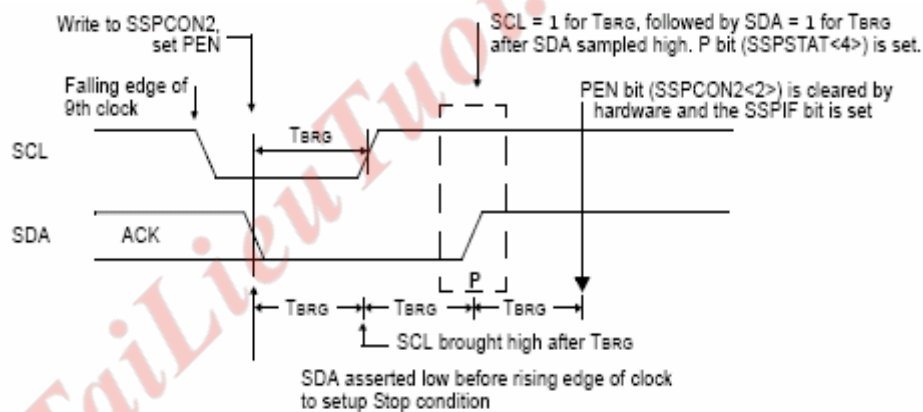 Write to SSPCON2,
set PEN
SCL = 1 for TBRG, followed by SDA = 1 for TBRG
after SDA sampled high. P bit (SSPSTAT<4>) is set.
Falling edge of
9th clock
PEN bit (SSPCON2<2>) is cleared by
hardware and the SSPIF bit is set
TBRG
SCL
SDA
ACK
P
TBRG
TBRG
TBRG
SCL brought high after TBRG
SDA asserted low before rising edge of clock
to setup Stop condition
TaiLieuTuoi.